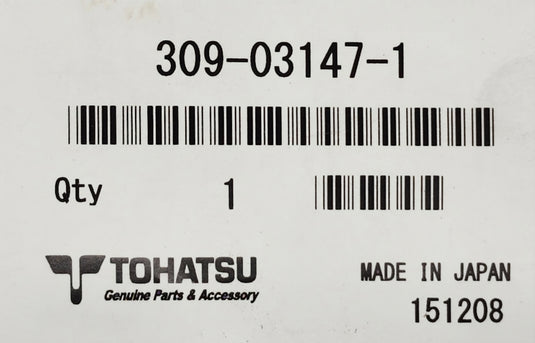 309-03147-1
Qty 1
TOHATSU
Genuine Parts & Accessory
MADE IN JAPAN
151208